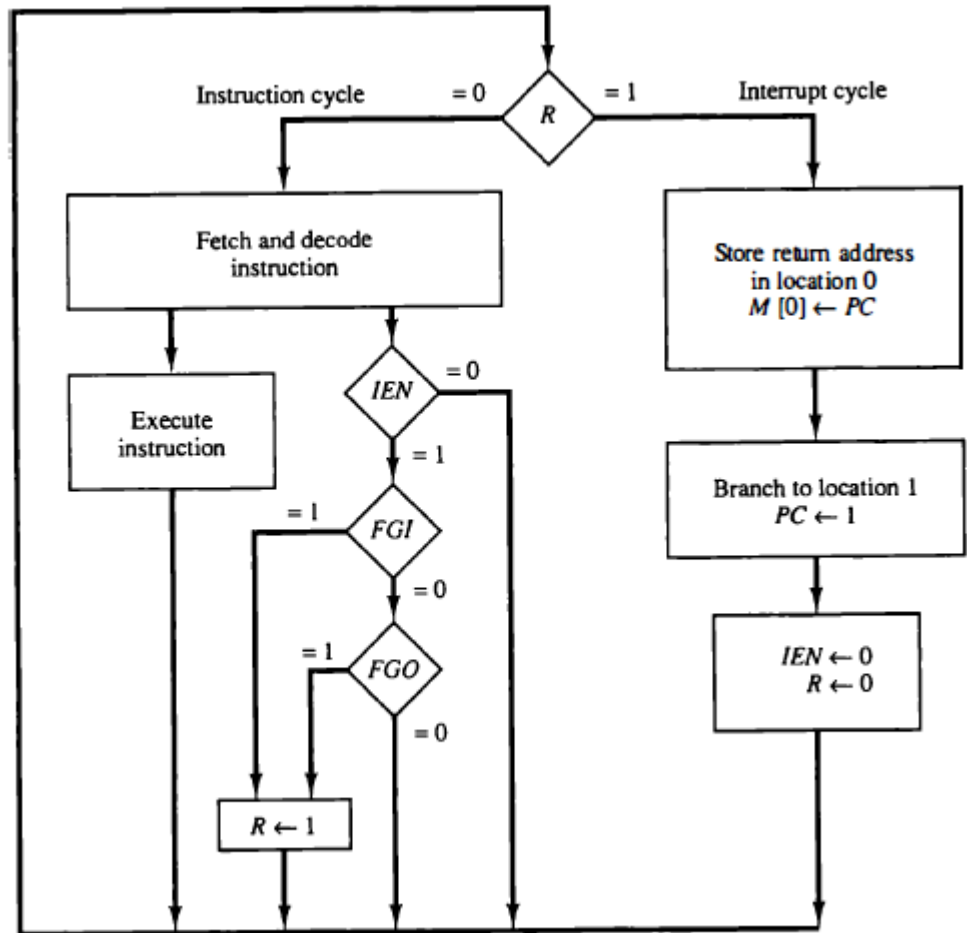 Instruction cycle
= 0
R
= 1
Interrupt cycle
Fetch and decode
instruction
Store return address
in location 0
M [0] ← PC
IEN
= 0
Execute
instruction
= 1
Branch to location 1
PC ← 1
= 1
FGI
= 0
= 1
FGO
IEN ← 0
R ← 0
= 0
R ← 1